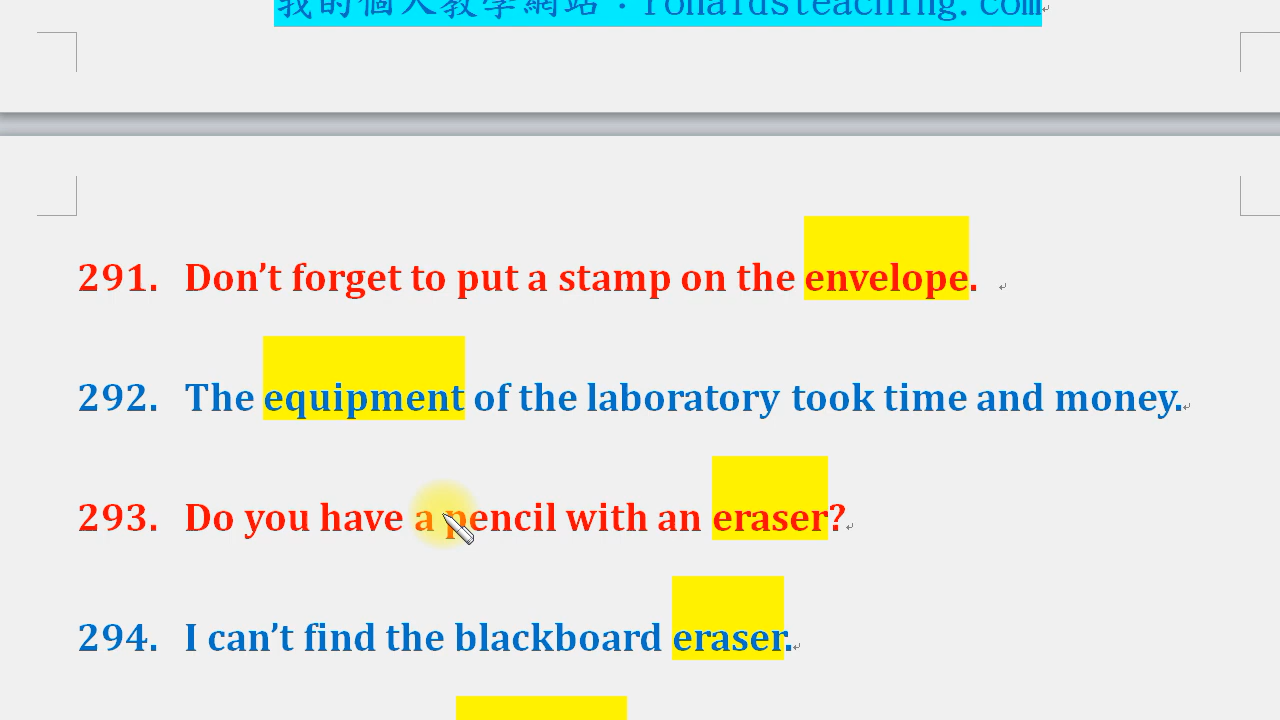 我的個人教學網站：ronaldsteaching.com
291. Don't forget to put a stamp on the envelope.
292. The equipment of the laboratory took time and money.
293. Do you have a pencil with an eraser?
294. I can't find the blackboard eraser.